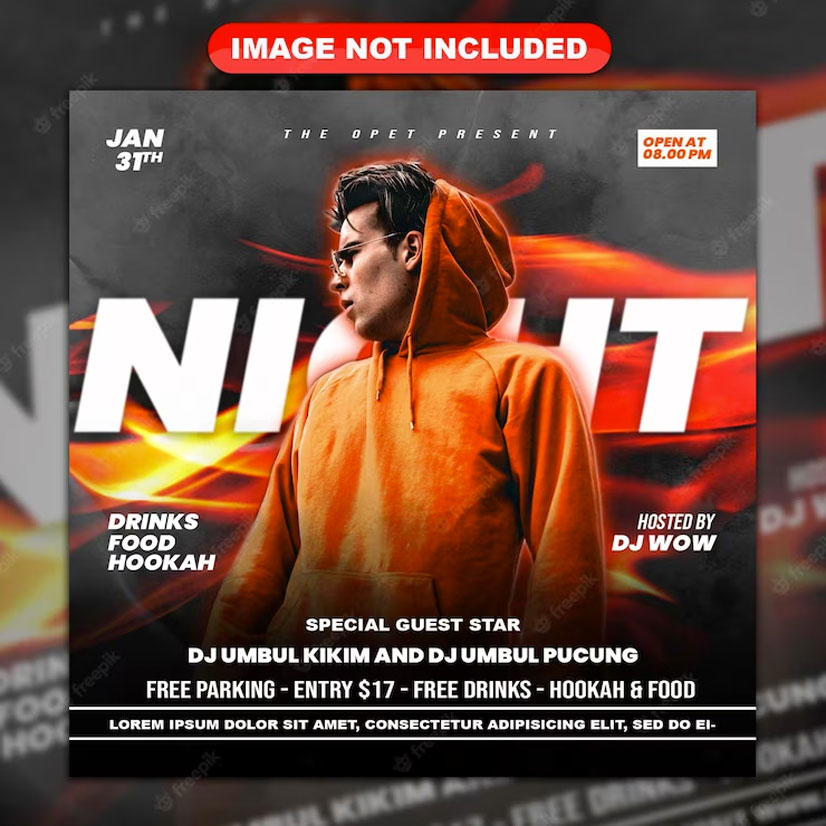 IMAGE NOT INCLUDED
JAN
31TH
THE OPET PRESENT
OPEN AT
08.00 PM
NIGHT
DRINKS
FOOD
HOOKAH
HOSTED BY
DJ WOW
SPECIAL GUEST STAR
DJ UMBUL KIKIM AND DJ UMBUL PUCUNG
FREE PARKING - ENTRY $17 - FREE DRINKS - HOOKAH & FOOD
LOREM IPSUM DOLOR SIT AMET, CONSECTETUR ADIPISICING ELIT, SED DO EI-
freepik